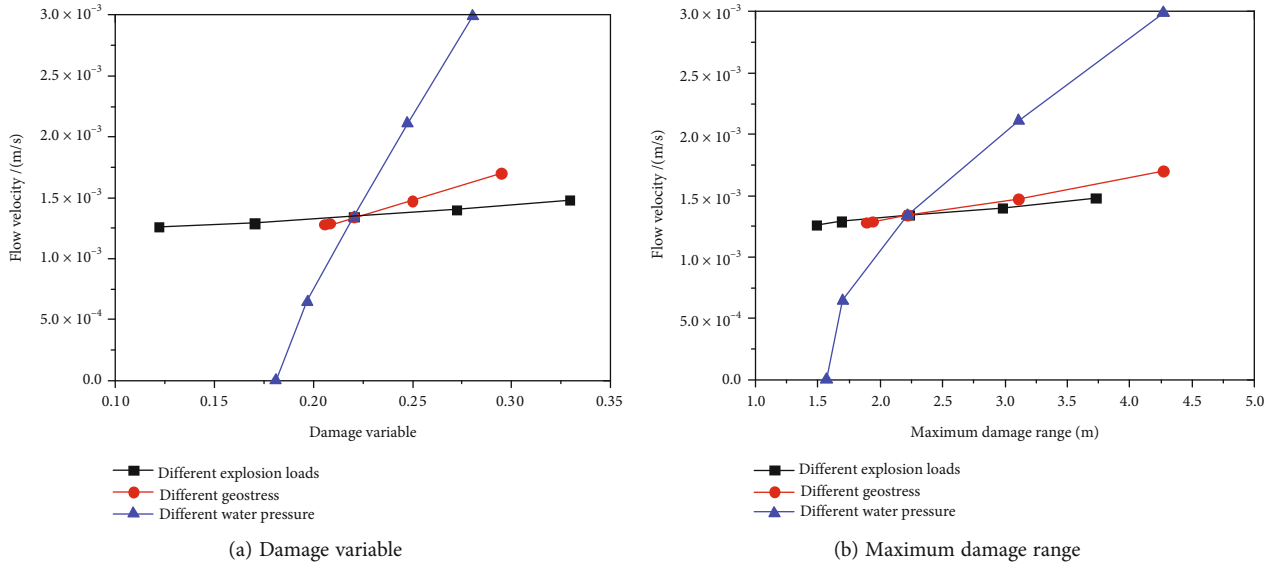 3.0 × 10⁻³
2.5 × 10⁻³
2.0 × 10⁻³
1.5 × 10⁻³
1.0 × 10⁻³
5.0 × 10⁻⁴
0.0
Flow velocity /(m/s)
0.10 0.15 0.20 0.25 0.30 0.35
Damage variable
Different explosion loads
Different geostress
Different water pressure
(a) Damage variable
3.0 × 10⁻³
2.5 × 10⁻³
2.0 × 10⁻³
1.5 × 10⁻³
1.0 × 10⁻³
5.0 × 10⁻⁴
0.0
Flow velocity /(m/s)
1.0 1.5 2.0 2.5 3.0 3.5 4.0 4.5 5.0
Maximum damage range (m)
Different explosion loads
Different geostress
Different water pressure
(b) Maximum damage range